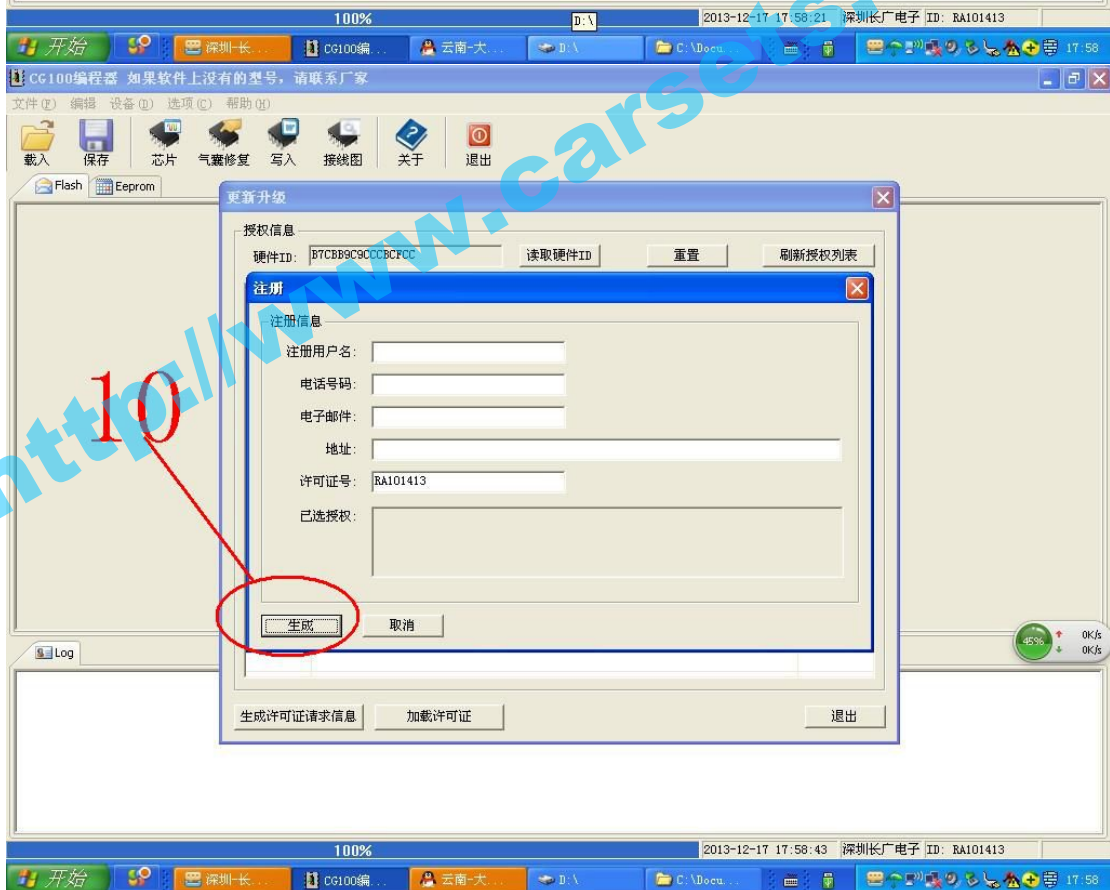 100%
D:\
2013-12-17 17:58:21
深圳长广电子
ID: RA101413
开始
深圳-长...
CG100编...
云南-大...
D:\
C:\Docu...
17:58
CG100编程器 如果软件上没有的型号，请联系厂家
文件(F) 编辑 设备(D) 选项(C) 帮助(H)
载入 保存 芯片 气囊修复 写入 接线图 关于 退出
Flash Eeprom
更新升级
授权信息
硬件ID: B7CBB9C9CCCBCFCC 读取硬件ID 重置 刷新授权列表
注册
注册信息
注册用户名:
电话号码:
电子邮件:
地址:
许可证号: RA101413
已选授权:
10
生成 取消
45% 0K/s
0K/s
Log
生成许可证请求信息 加载许可证 退出
http://www.carsets.
100%
2013-12-17 17:58:43
深圳长广电子
ID: RA101413
开始
深圳-长...
CG100编...
云南-大...
D:\
C:\Docu...
17:58